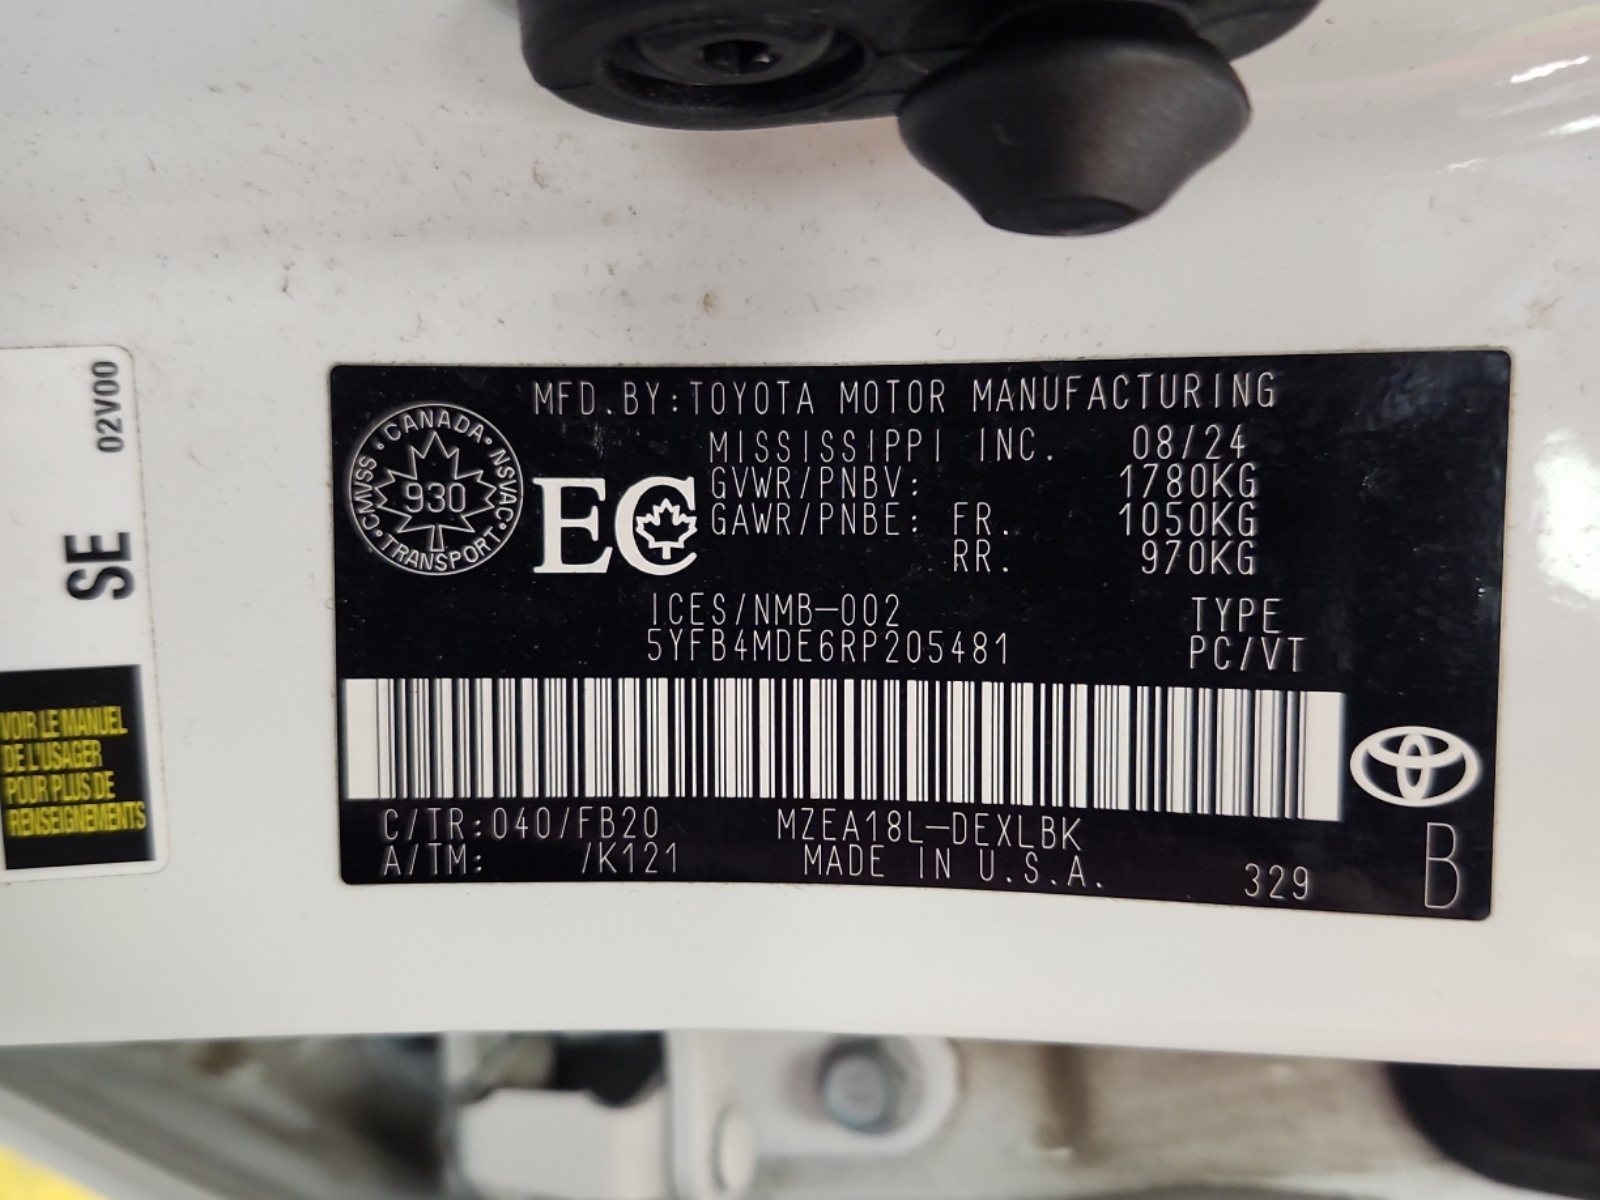 MFD.BY:TOYOTA MOTOR MANUFACTURING
MISSISSIPPI INC. 08/24
GVWR/PNBV: 1780KG
GAWR/PNBE: FR. 1050KG
RR. 970KG
CANADA
CMVSS
NSVAC
TRANSPORT
930
EC
ICES/NMB-002
5YFB4MDE6RP205481
TYPE
PC/VT
C/TR:040/FB20 MZEA18L-DEXLBK
A/TM: /K121 MADE IN U.S.A. 329
B
SE 02V00
VOIR LE MANUEL
DE L'USAGER
POUR PLUS DE
RENSEIGNEMENTS